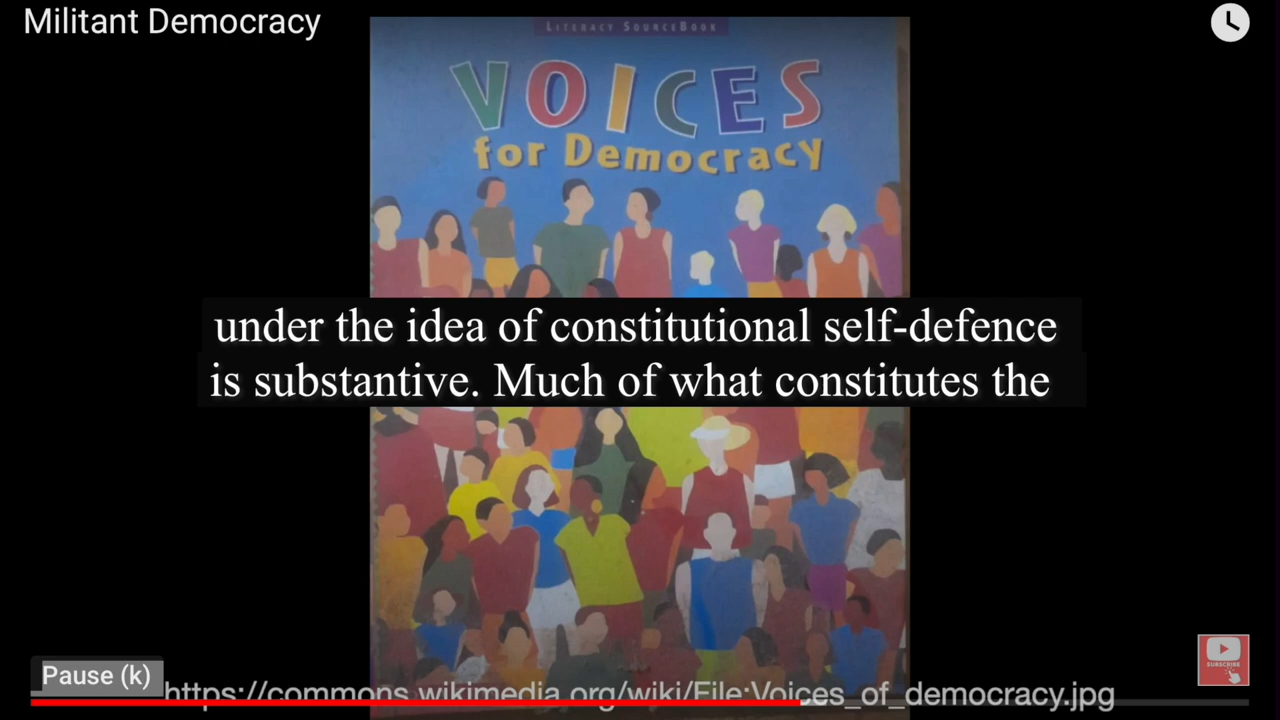 Militant Democracy
LITERACY SOURCEBOOK
VOICES
for Democracy
under the idea of constitutional self-defence
is substantive. Much of what constitutes the
SUBSCRIBE
Pause (k)
https://commons.wikimedia.org/wiki/File:Voices_of_democracy.jpg